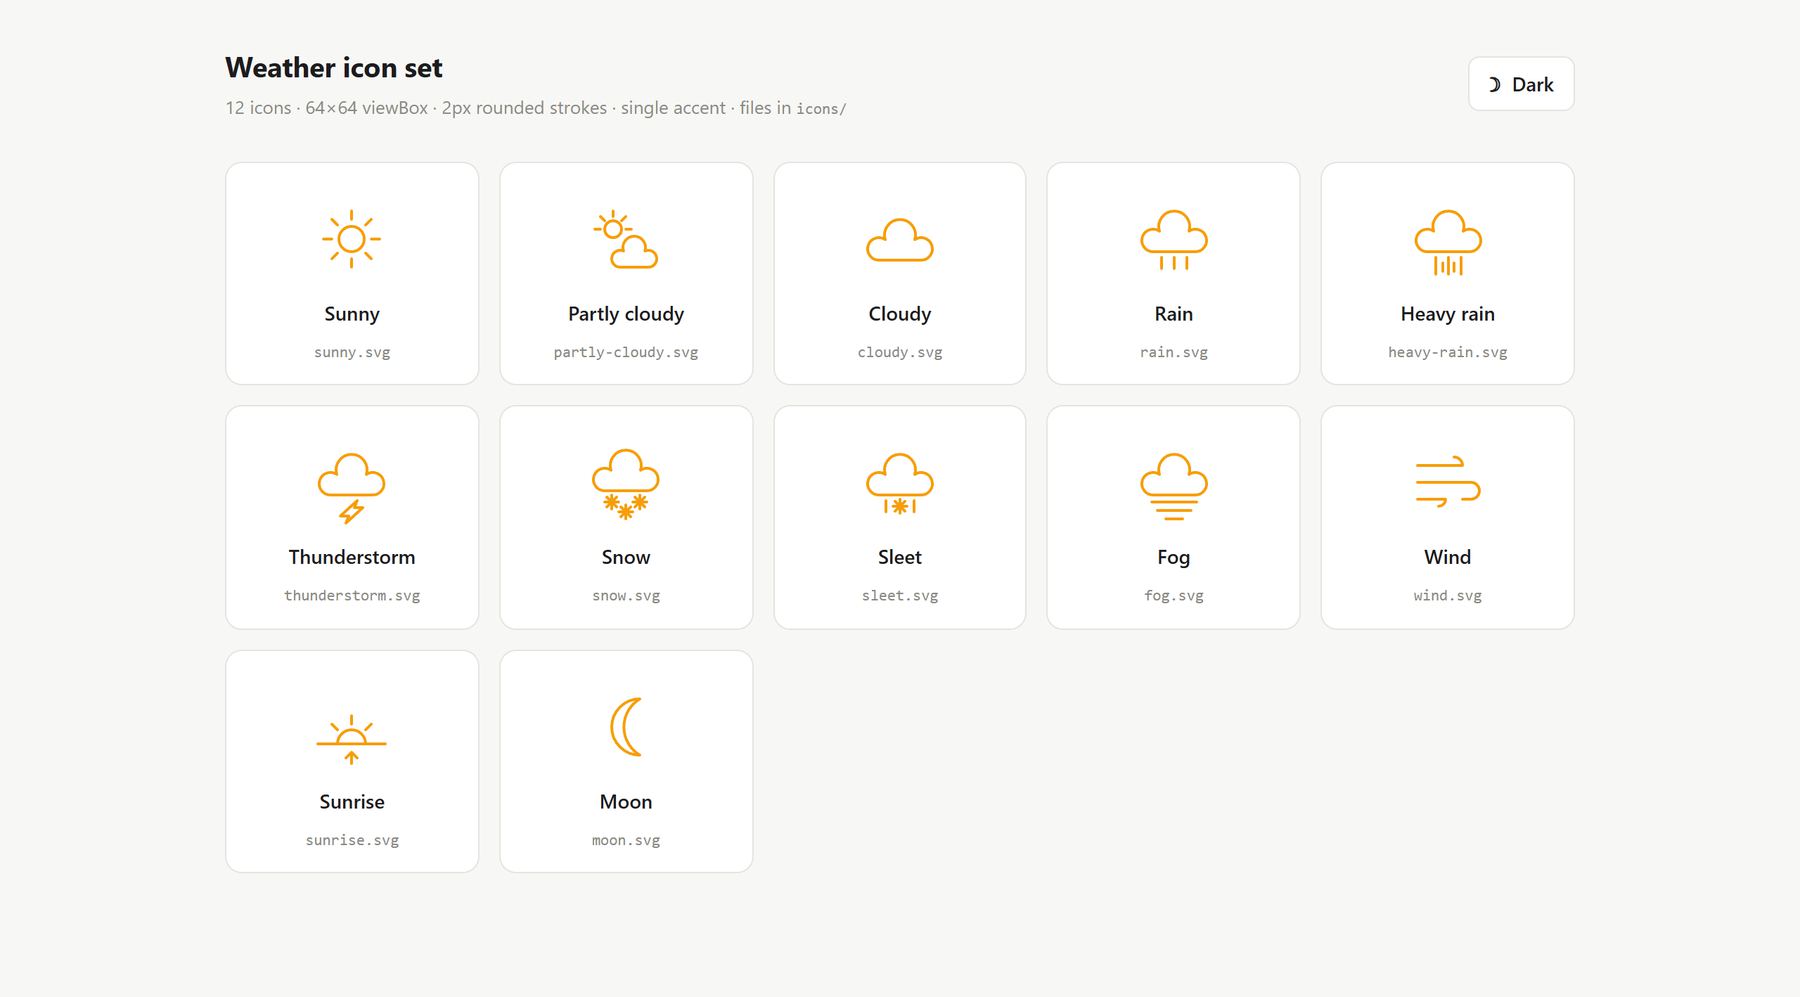 Weather icon set
12 icons · 64×64 viewBox · 2px rounded strokes · single accent · files in icons/
Dark
Sunny
sunny.svg
Partly cloudy
partly-cloudy.svg
Cloudy
cloudy.svg
Rain
rain.svg
Heavy rain
heavy-rain.svg
Thunderstorm
thunderstorm.svg
Snow
snow.svg
Sleet
sleet.svg
Fog
fog.svg
Wind
wind.svg
Sunrise
sunrise.svg
Moon
moon.svg